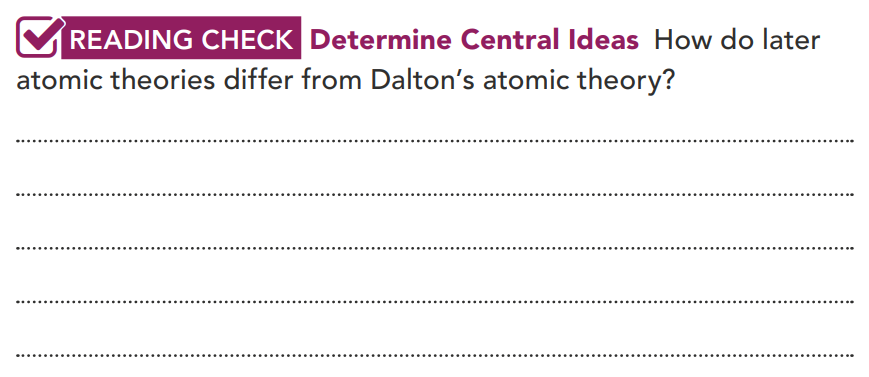 READING CHECK Determine Central Ideas How do later
atomic theories differ from Dalton’s atomic theory?